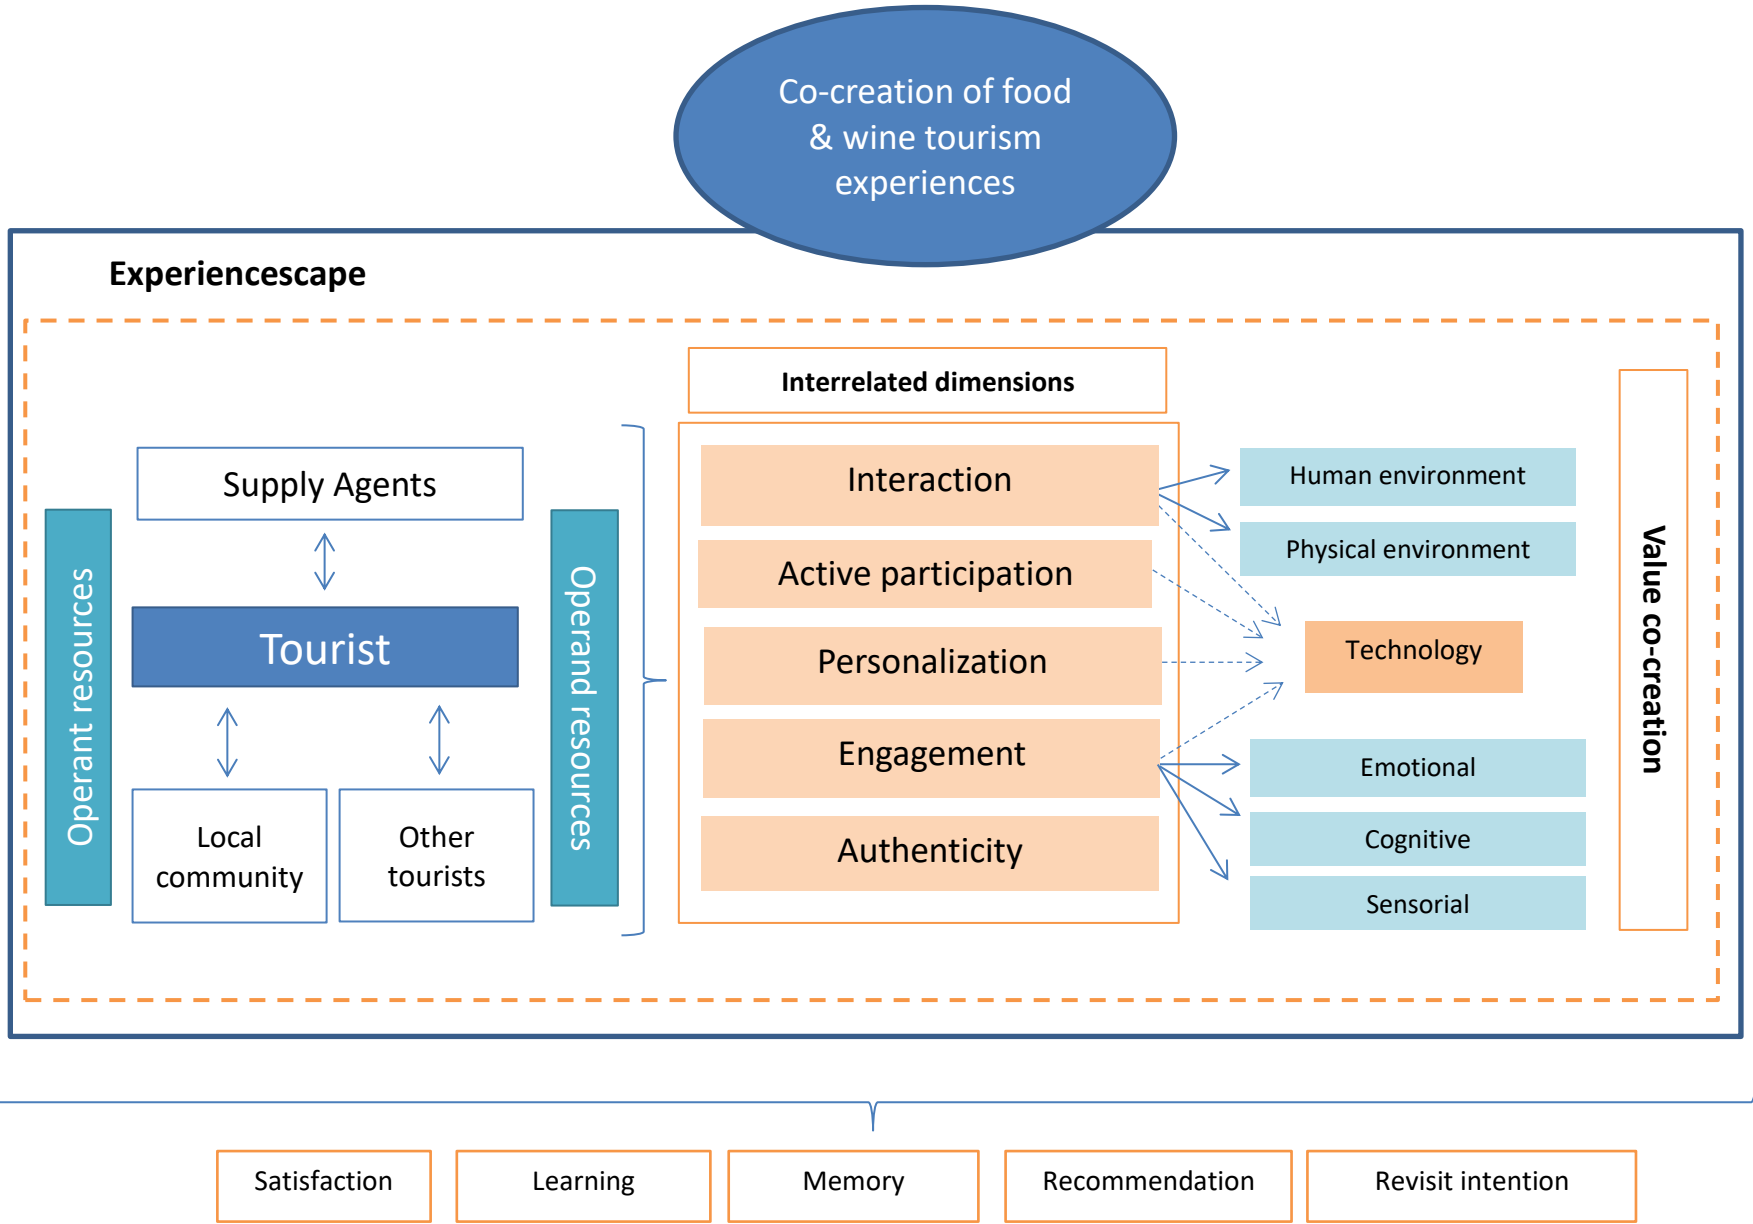 Co-creation of food
& wine tourism
experiences
Experiencescape
Interrelated dimensions
Supply Agents
Operant resources
Tourist
Operand resources
Local
community
Other
tourists
Interaction
Active participation
Personalization
Engagement
Authenticity
Human environment
Physical environment
Technology
Emotional
Cognitive
Sensorial
Value co-creation
Satisfaction
Learning
Memory
Recommendation
Revisit intention